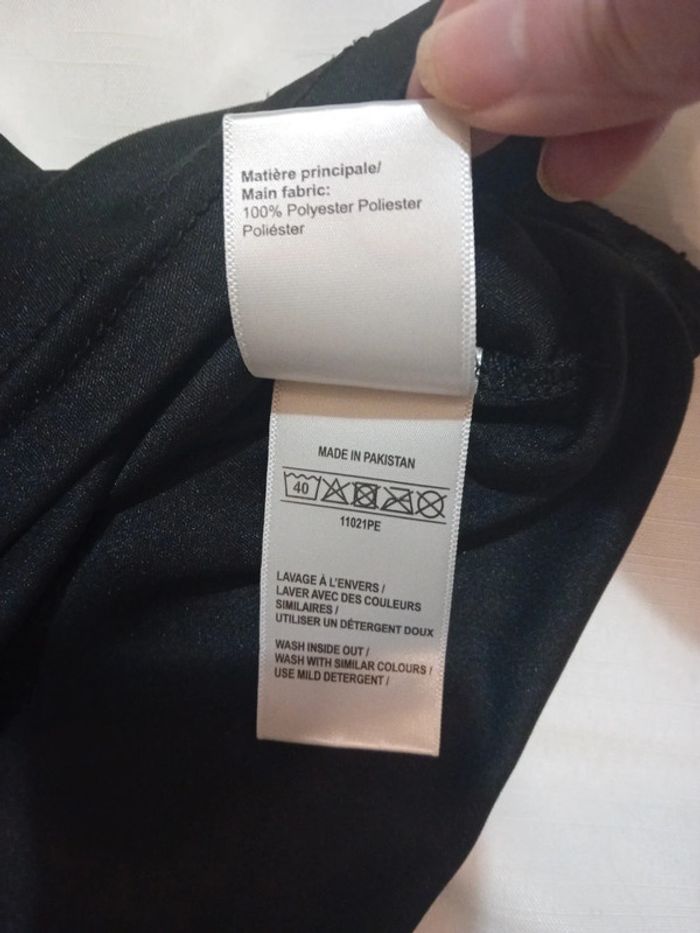 Matière principale/
Main fabric:
100% Polyester Poliester
Poliéster
MADE IN PAKISTAN
40
11021PE
LAVAGE À L'ENVERS /
LAVER AVEC DES COULEURS
SIMILAIRES /
UTILISER UN DÉTERGENT DOUX
WASH INSIDE OUT /
WASH WITH SIMILAR COLOURS /
USE MILD DETERGENT /